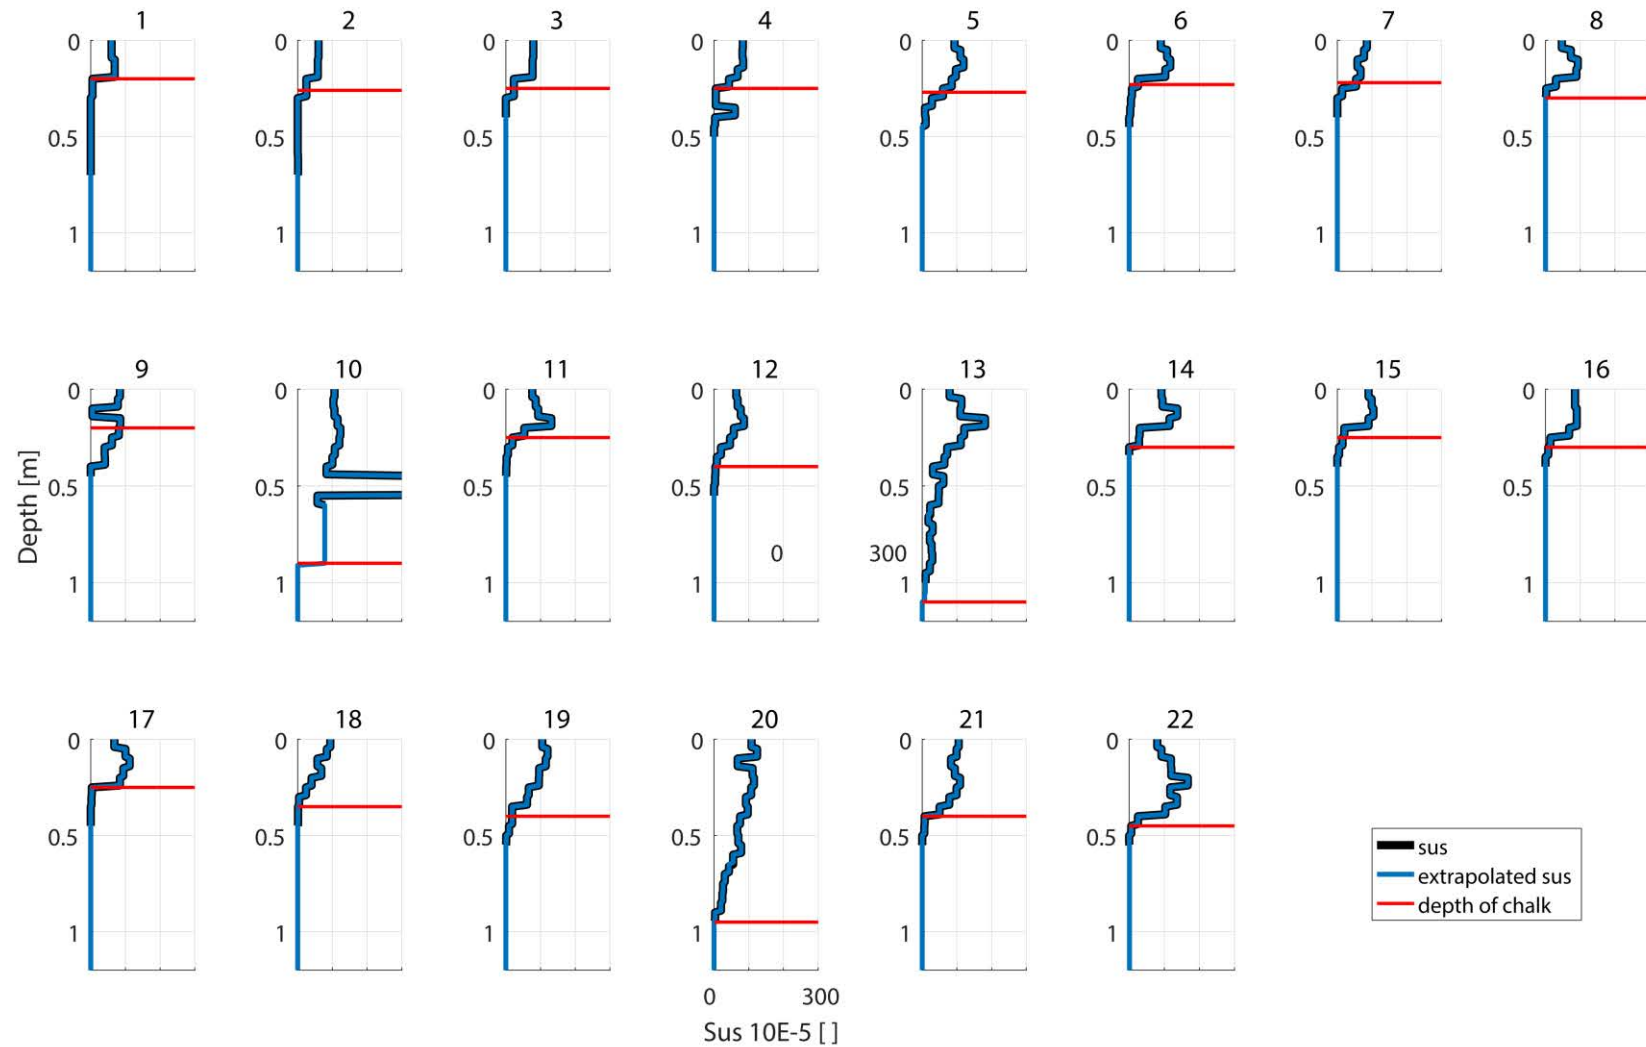 1 2 3 4 5 6 7 8
0 0 0 0 0 0 0 0
0.5 0.5 0.5 0.5 0.5 0.5 0.5 0.5
1 1 1 1 1 1 1 1
9 10 11 12 13 14 15 16
0 0 0 0 0 0 0 0
0.5 0.5 0.5 0.5 0.5 0.5 0.5 0.5
Depth [m]
0 300
1 1 1 1 1 1 1 1
17 18 19 20 21 22
0 0 0 0 0 0
0.5 0.5 0.5 0.5 0.5 0.5
sus
extrapolated sus
depth of chalk
1 1 1 1 1 1
0 300
Sus 10E-5 [ ]